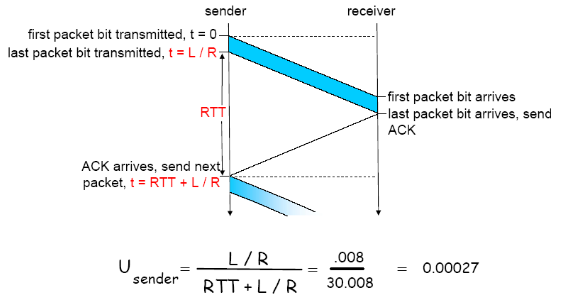 sender
receiver
first packet bit transmitted, t = 0
last packet bit transmitted, t = L / R
RTT
first packet bit arrives
last packet bit arrives, send
ACK
ACK arrives, send next
packet, t = RTT + L / R
U sender = L / R / RTT + L / R = .008 / 30.008 = 0.00027